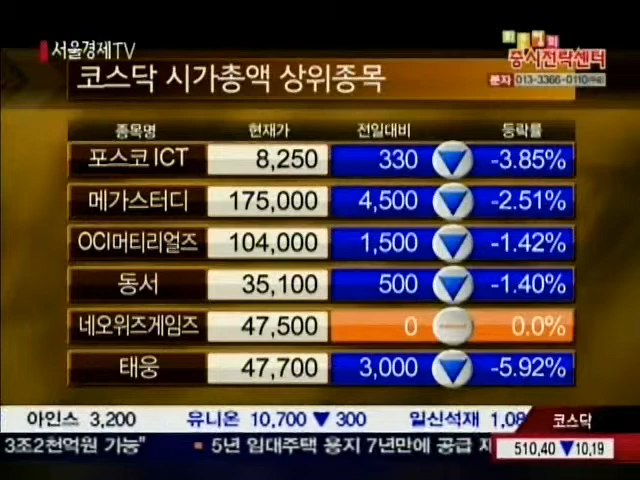 서울경제TV
증시전략센터
문자 013-3366-0110
코스닥 시가총액 상위종목
종목명 현재가 전일대비 등락률
포스코 ICT 8,250 330 ▼ -3.85%
메가스터디 175,000 4,500 ▼ -2.51%
OCI머티리얼즈 104,000 1,500 ▼ -1.42%
동서 35,100 500 ▼ -1.40%
네오위즈게임즈 47,500 0 0.0%
태웅 47,700 3,000 ▼ -5.92%
아인스 3,200 유니온 10,700 ▼ 300 일신석재 1,08
코스닥
3조2천억원 가능" ▪ 5년 임대주택 용지 7년만에 공급
510,40 ▼10,19